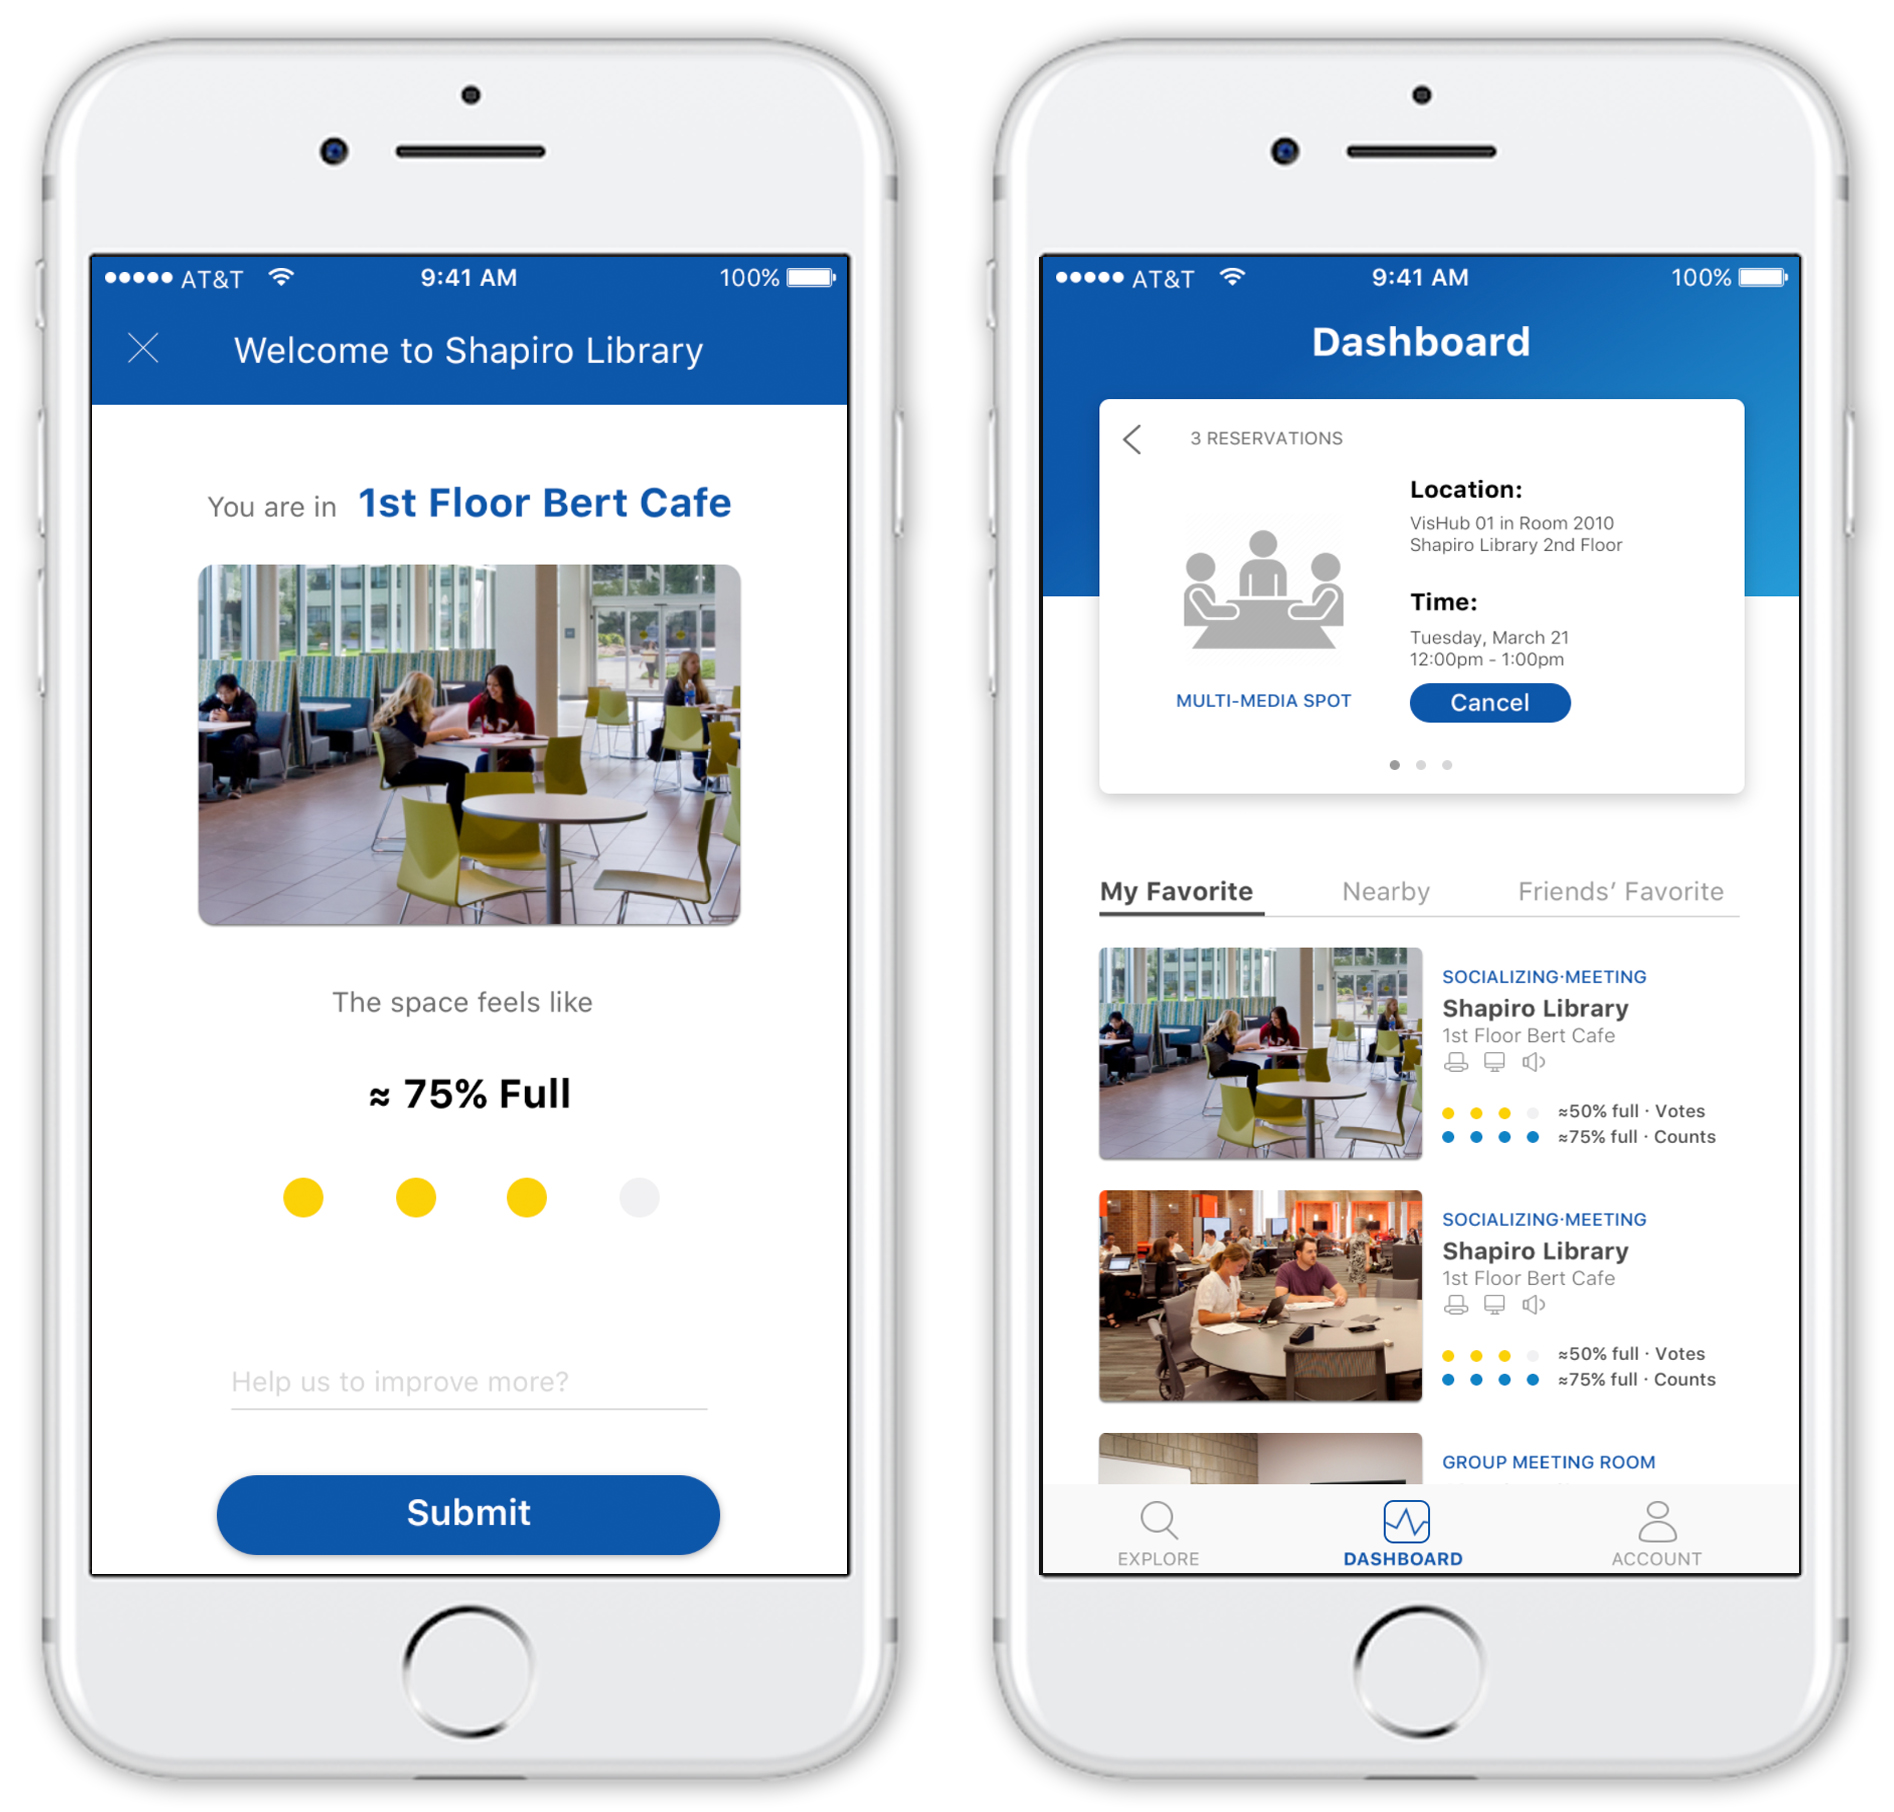 AT&T 9:41 AM 100%
Welcome to Shapiro Library
You are in 1st Floor Bert Cafe
The space feels like
≈ 75% Full
Help us to improve more?
Submit
AT&T 9:41 AM 100%
Dashboard
3 RESERVATIONS
Location:
VisHub 01 in Room 2010
Shapiro Library 2nd Floor
Time:
Tuesday, March 21
12:00pm - 1:00pm
MULTI-MEDIA SPOT
Cancel
My Favorite Nearby Friends’ Favorite
SOCIALIZING·MEETING
Shapiro Library
1st Floor Bert Cafe
≈50% full · Votes
≈75% full · Counts
SOCIALIZING·MEETING
Shapiro Library
1st Floor Bert Cafe
≈50% full · Votes
≈75% full · Counts
GROUP MEETING ROOM
EXPLORE DASHBOARD ACCOUNT